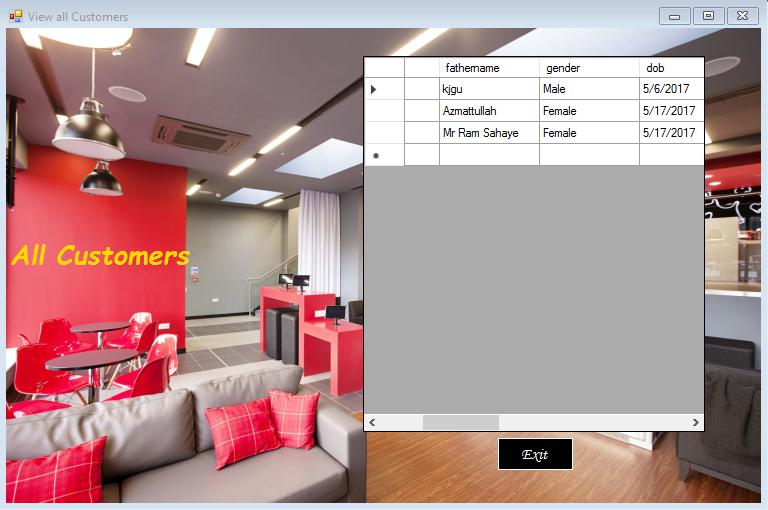 View all Customers
fathername gender dob
kjgu Male 5/6/2017
Azmattullah Female 5/17/2017
Mr Ram Sahaye Female 5/17/2017
All Customers
Exit